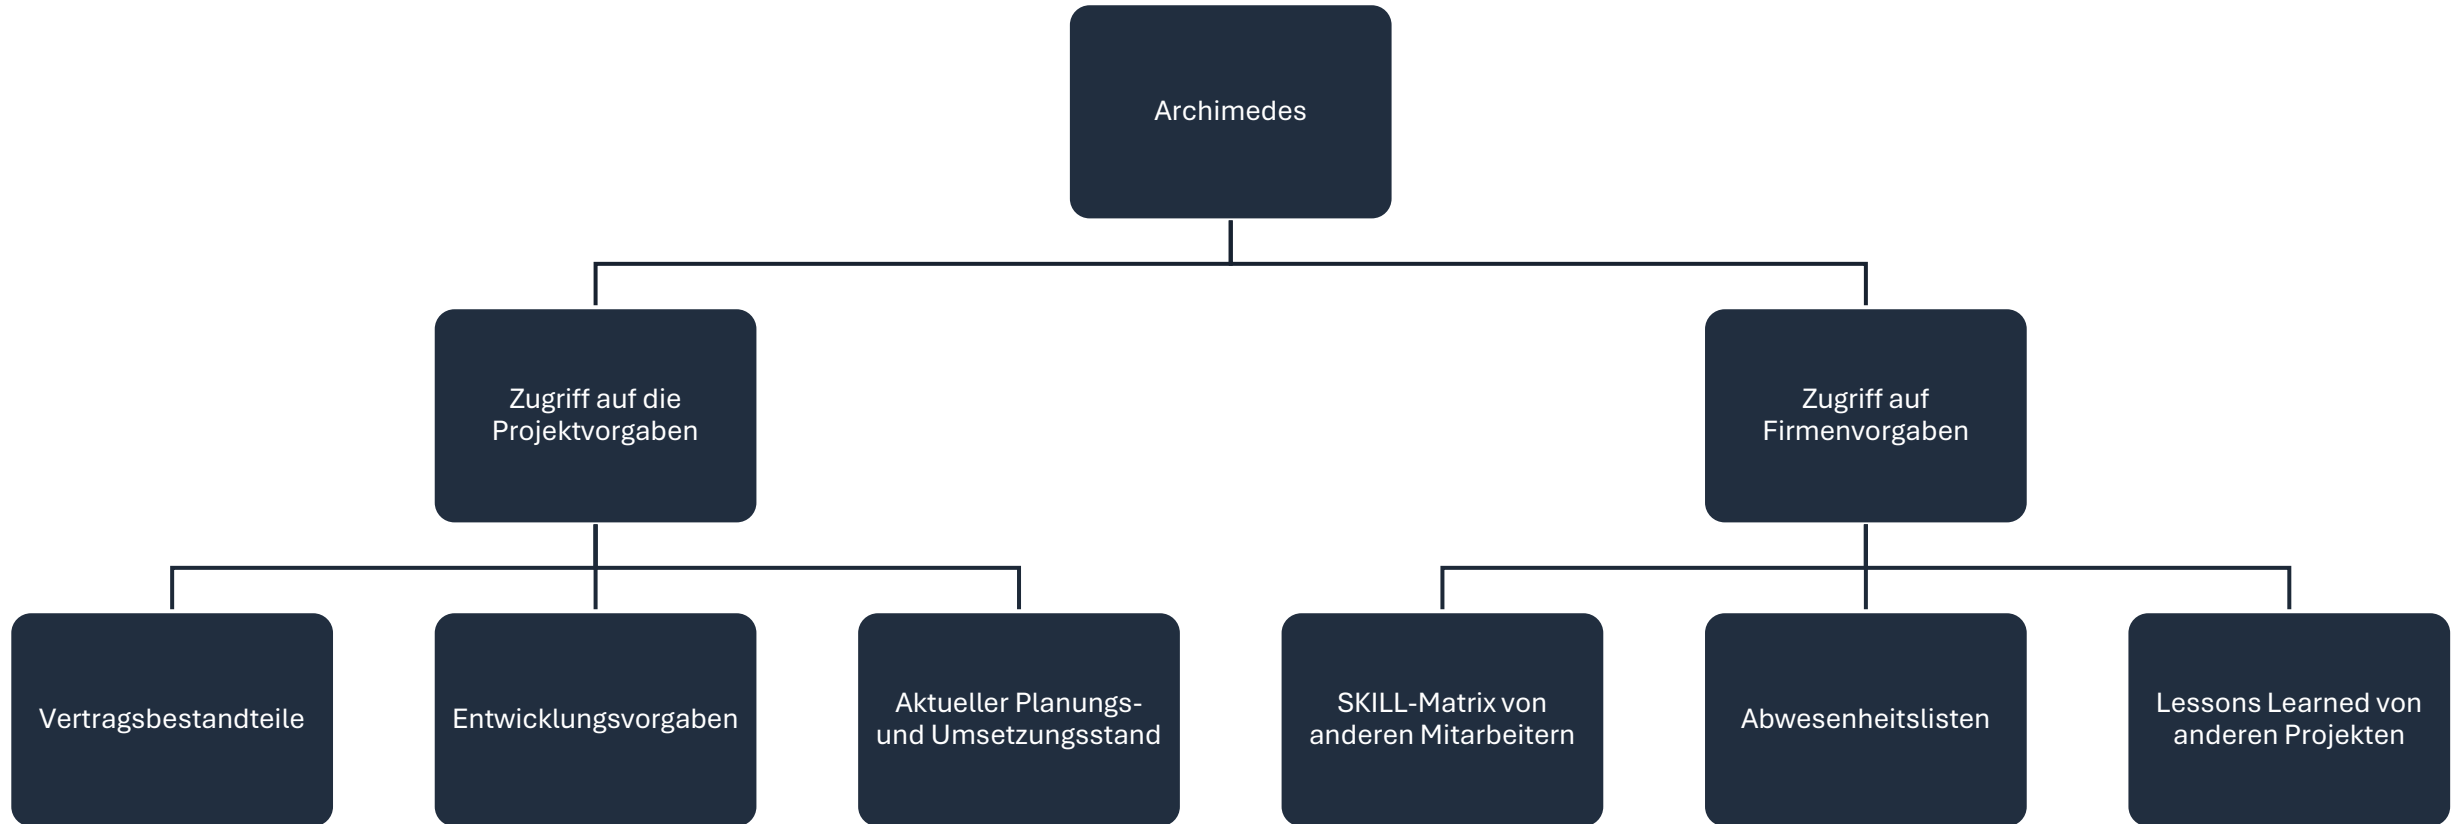 Archimedes
Zugriff auf die
Projektvorgaben
Zugriff auf
Firmenvorgaben
Vertragsbestandteile
Entwicklungsvorgaben
Aktueller Planungs-
und Umsetzungsstand
SKILL-Matrix von
anderen Mitarbeitern
Abwesenheitslisten
Lessons Learned von
anderen Projekten